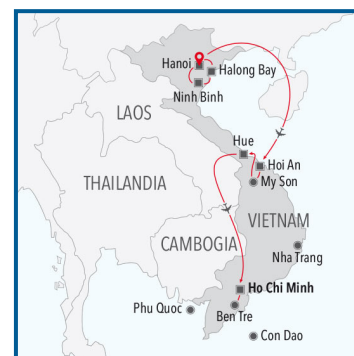 Hanoi
Halong Bay
Ninh Binh
LAOS
Hue
Hoi An
THAILANDIA
My Son
VIETNAM
CAMBOGIA
Nha Trang
Ho Chi Minh
Phu Quoc
Ben Tre
Con Dao